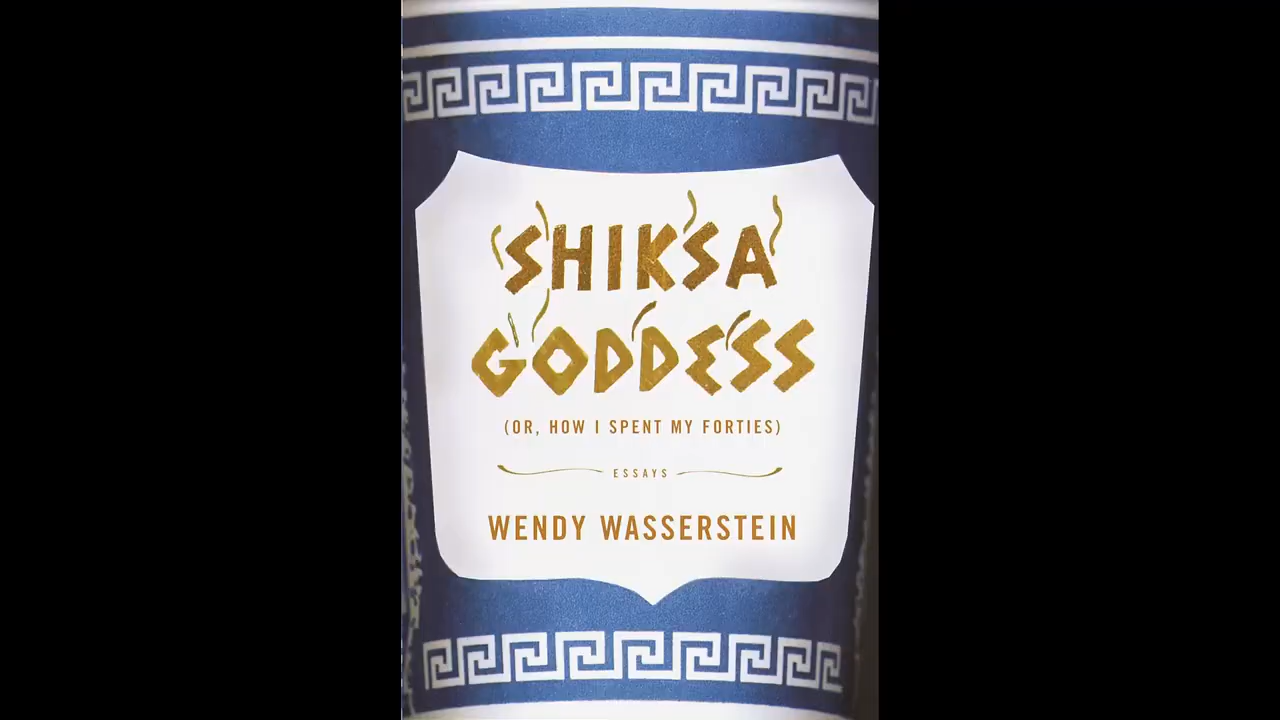 SHIKSA
GODDESS
(OR, HOW I SPENT MY FORTIES)
ESSAYS
WENDY WASSERSTEIN